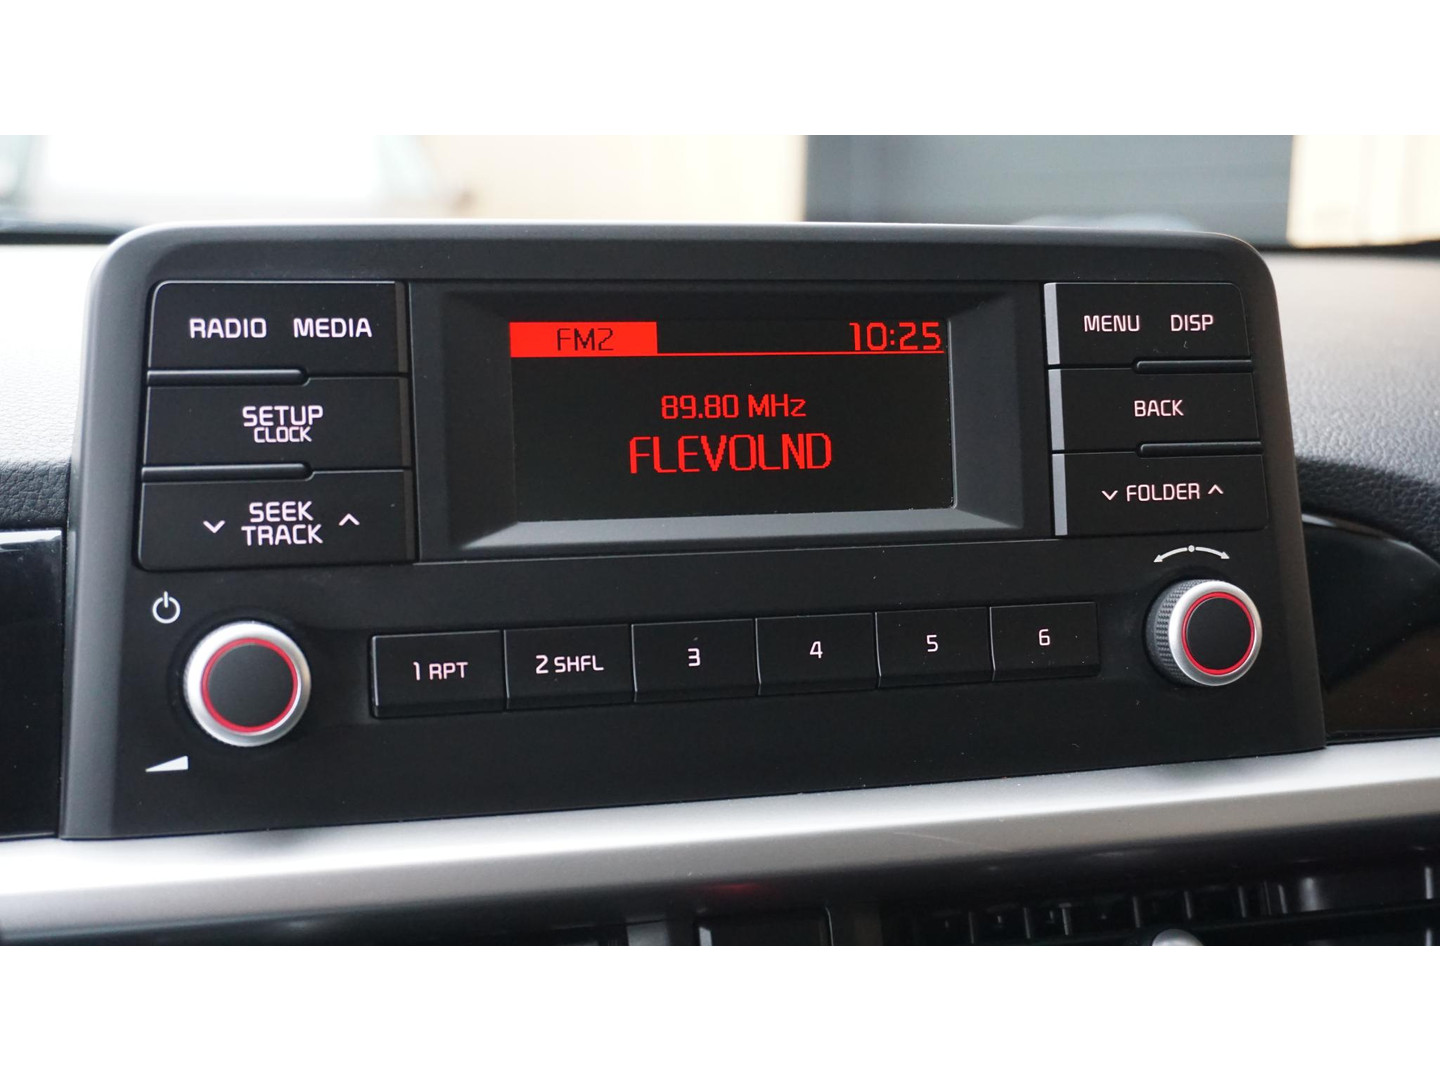 RADIO MEDIA
SETUP
CLOCK
SEEK
TRACK
FM2 10:25
89.80 MHz
FLEVOLND
MENU DISP
BACK
FOLDER
1 RPT 2 SHFL 3 4 5 6